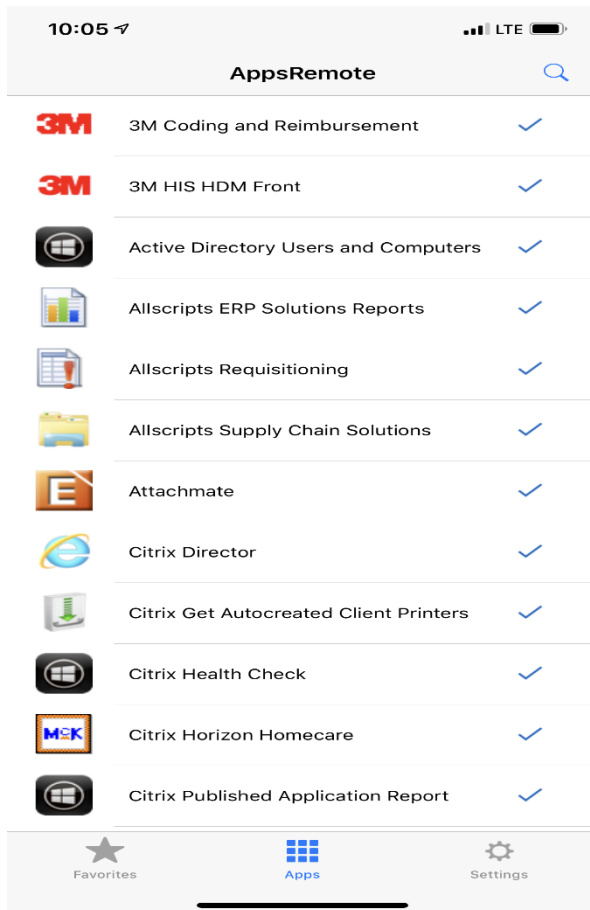 10:05
LTE
AppsRemote
3M
3M Coding and Reimbursement
3M
3M HIS HDM Front
Active Directory Users and Computers
Allscripts ERP Solutions Reports
Allscripts Requisitioning
Allscripts Supply Chain Solutions
E
Attachmate
Citrix Director
Citrix Get Autocreated Client Printers
Citrix Health Check
McK
Citrix Horizon Homecare
Citrix Published Application Report
Favorites
Apps
Settings